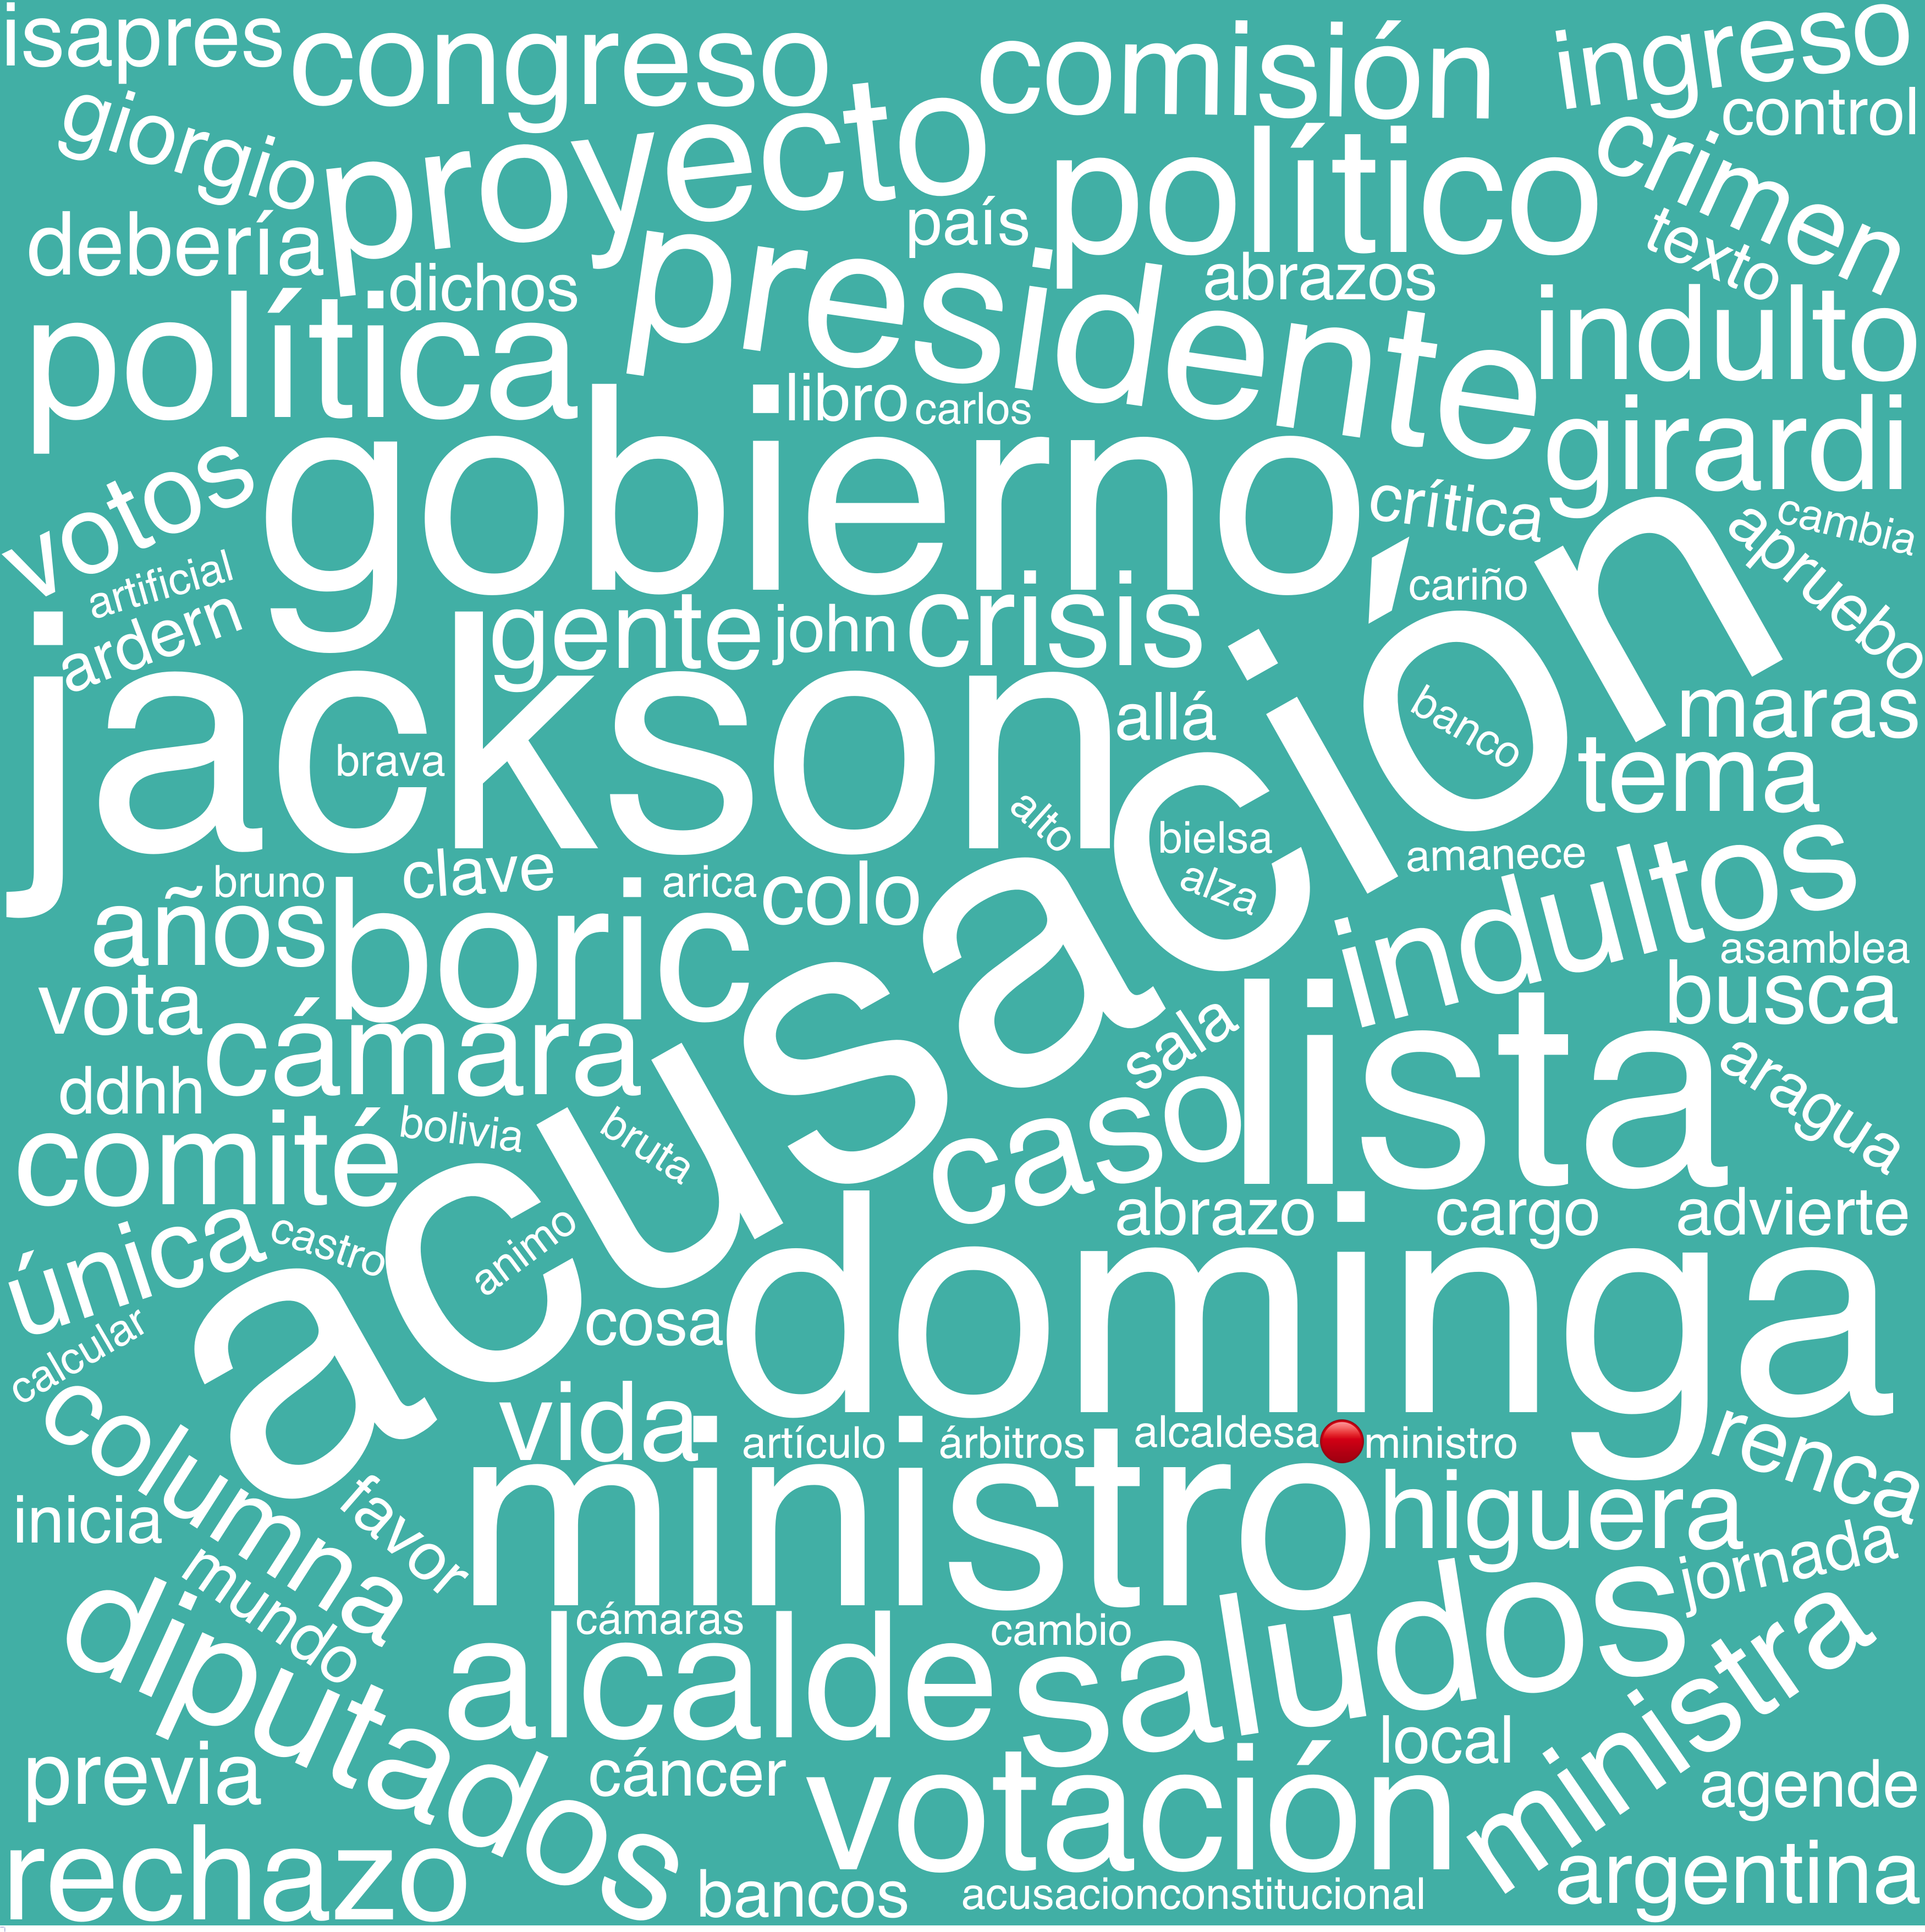 isapres congreso comisión ingreso
control
giorgio proyecto político crimen
debería país texto
dichos presidente abrazos indulto
política libro carlos girardi
votos gobierno crítica cambia
artificial cariño apruebo
ardern gente john crisis
jackson allá banco maras
brava tema
alto bielsa amanece
bruno clave arica colo alza indultos
años boric asamblea
vota busca
cámara sala lista
ddhh bolivia bruta caso aragua
comité acusación abrazo cargo advierte
única castro animo
calcular cosa dominga
columna vida artículo árbitros alcaldesa 🔴ministro renca
inicia favor ministro higuera
mundo jornada
diputados cámaras cambio saludos
alcalde ministra
previa cáncer votación local agende
rechazo bancos acusacionconstitucional argentina